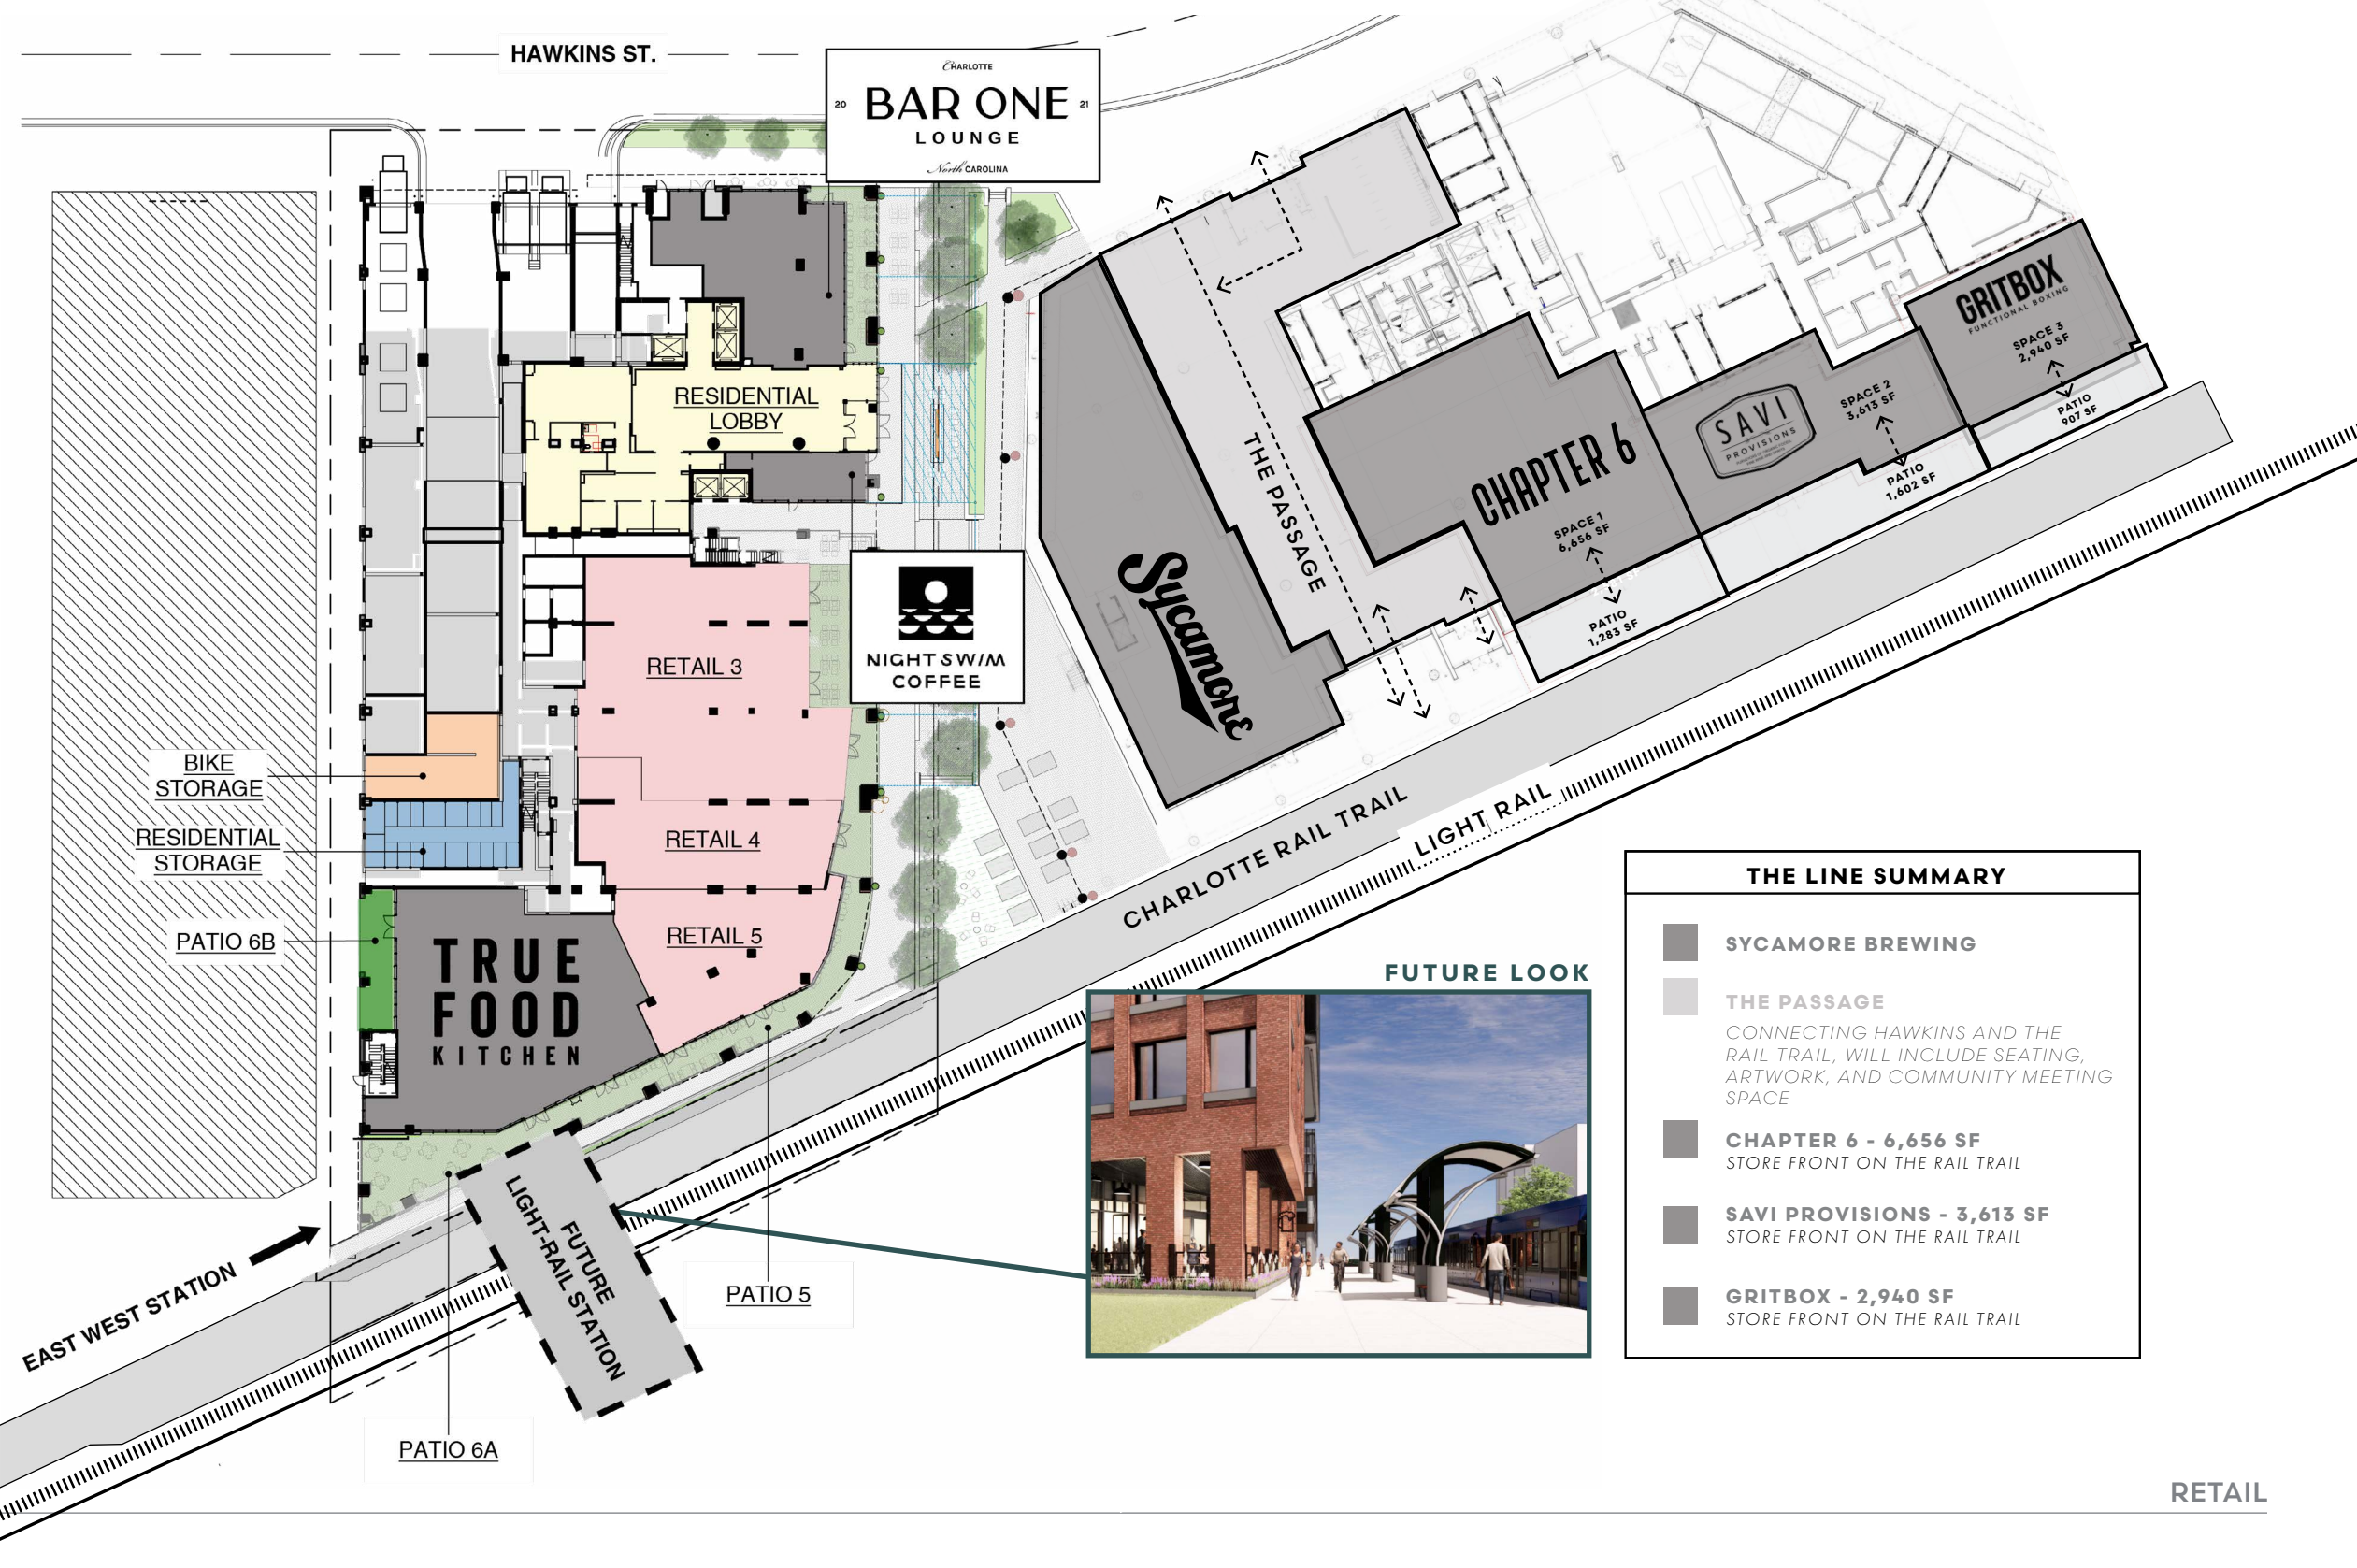 HAWKINS ST.
CHARLOTTE
20 BAR ONE 21
LOUNGE
North CAROLINA
RESIDENTIAL
LOBBY
NIGHT SWIM
COFFEE
RETAIL 3
RETAIL 4
RETAIL 5
BIKE
STORAGE
RESIDENTIAL
STORAGE
PATIO 6B
TRUE
FOOD
KITCHEN
EAST WEST STATION
FUTURE
LIGHT-RAIL STATION
PATIO 5
PATIO 6A
Sycamore
THE PASSAGE
CHAPTER 6
SPACE 1
6,656 SF
PATIO
1,283 SF
SAVI
PROVISIONS
SPACE 2
3,613 SF
PATIO
1,602 SF
GRITBOX
FUNCTIONAL BOXING
SPACE 3
2,940 SF
PATIO
907 SF
CHARLOTTE RAIL TRAIL
LIGHT RAIL
FUTURE LOOK
THE LINE SUMMARY
SYCAMORE BREWING
THE PASSAGE
CONNECTING HAWKINS AND THE
RAIL TRAIL, WILL INCLUDE SEATING,
ARTWORK, AND COMMUNITY MEETING
SPACE
CHAPTER 6 - 6,656 SF
STORE FRONT ON THE RAIL TRAIL
SAVI PROVISIONS - 3,613 SF
STORE FRONT ON THE RAIL TRAIL
GRITBOX - 2,940 SF
STORE FRONT ON THE RAIL TRAIL
RETAIL